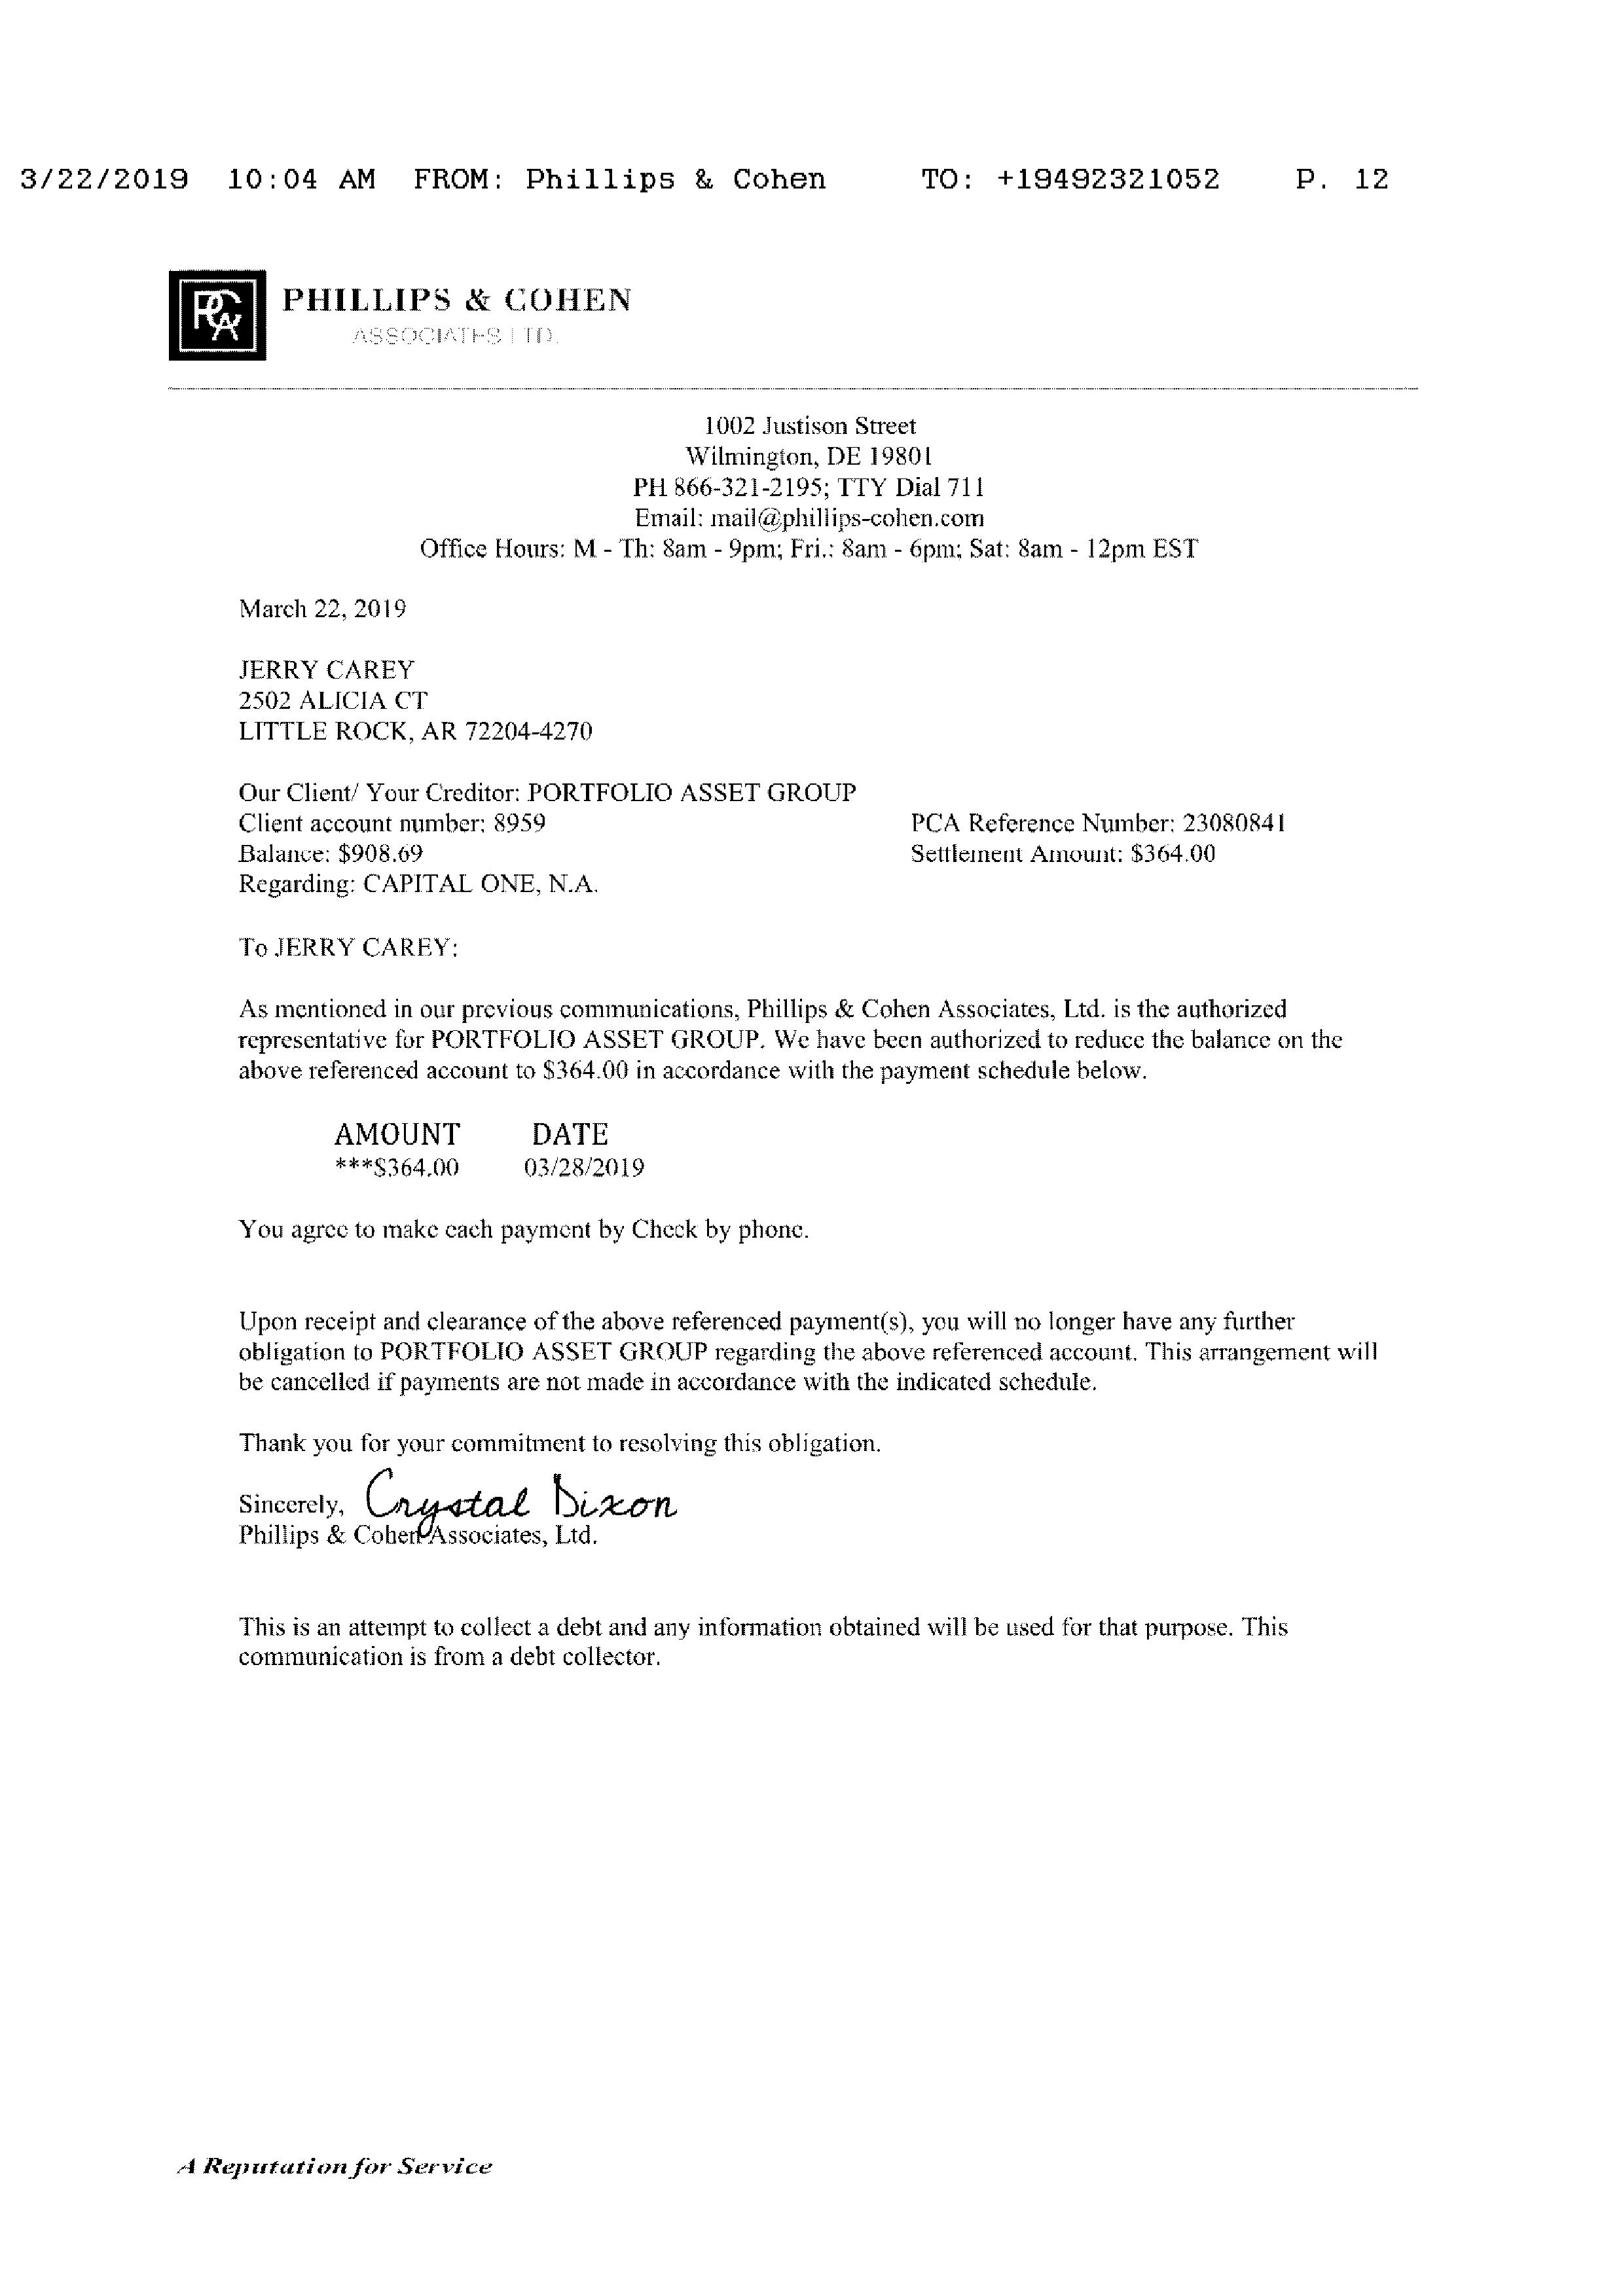 3/22/2019 10:04 AM FROM: Phillips & Cohen TO: +19492321052 P. 12
PCA
PHILLIPS & COHEN
ASSOCIATES LTD.
1002 Justison Street
Wilmington, DE 19801
PH 866-321-2195; TTY Dial 711
Email: mail@phillips-cohen.com
Office Hours: M - Th: 8am - 9pm; Fri.: 8am - 6pm; Sat: 8am - 12pm EST
March 22, 2019
JERRY CAREY
2502 ALICIA CT
LITTLE ROCK, AR 72204-4270
Our Client/ Your Creditor: PORTFOLIO ASSET GROUP
Client account number: 8959 PCA Reference Number: 23080841
Balance: $908.69 Settlement Amount: $364.00
Regarding: CAPITAL ONE, N.A.
To JERRY CAREY:
As mentioned in our previous communications, Phillips & Cohen Associates, Ltd. is the authorized
representative for PORTFOLIO ASSET GROUP. We have been authorized to reduce the balance on the
above referenced account to $364.00 in accordance with the payment schedule below.
AMOUNT DATE
***$364.00 03/28/2019
You agree to make each payment by Check by phone.
Upon receipt and clearance of the above referenced payment(s), you will no longer have any further
obligation to PORTFOLIO ASSET GROUP regarding the above referenced account. This arrangement will
be cancelled if payments are not made in accordance with the indicated schedule.
Thank you for your commitment to resolving this obligation.
Sincerely, Crystal Dixon
Phillips & Cohen Associates, Ltd.
This is an attempt to collect a debt and any information obtained will be used for that purpose. This
communication is from a debt collector.
A Reputation for Service